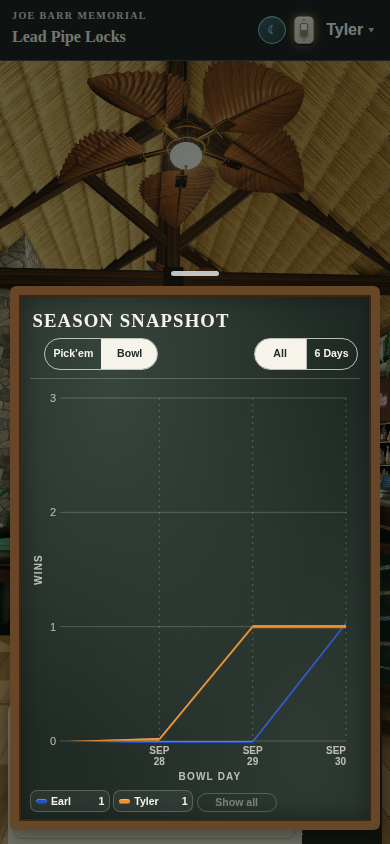 JOE BARR MEMORIAL
Lead Pipe Locks
Tyler
SEASON SNAPSHOT
Pick'em Bowl All 6 Days
3
2
1
0
WINS
SEP 28
SEP 29
SEP 30
BOWL DAY
Earl 1 Tyler 1 Show all